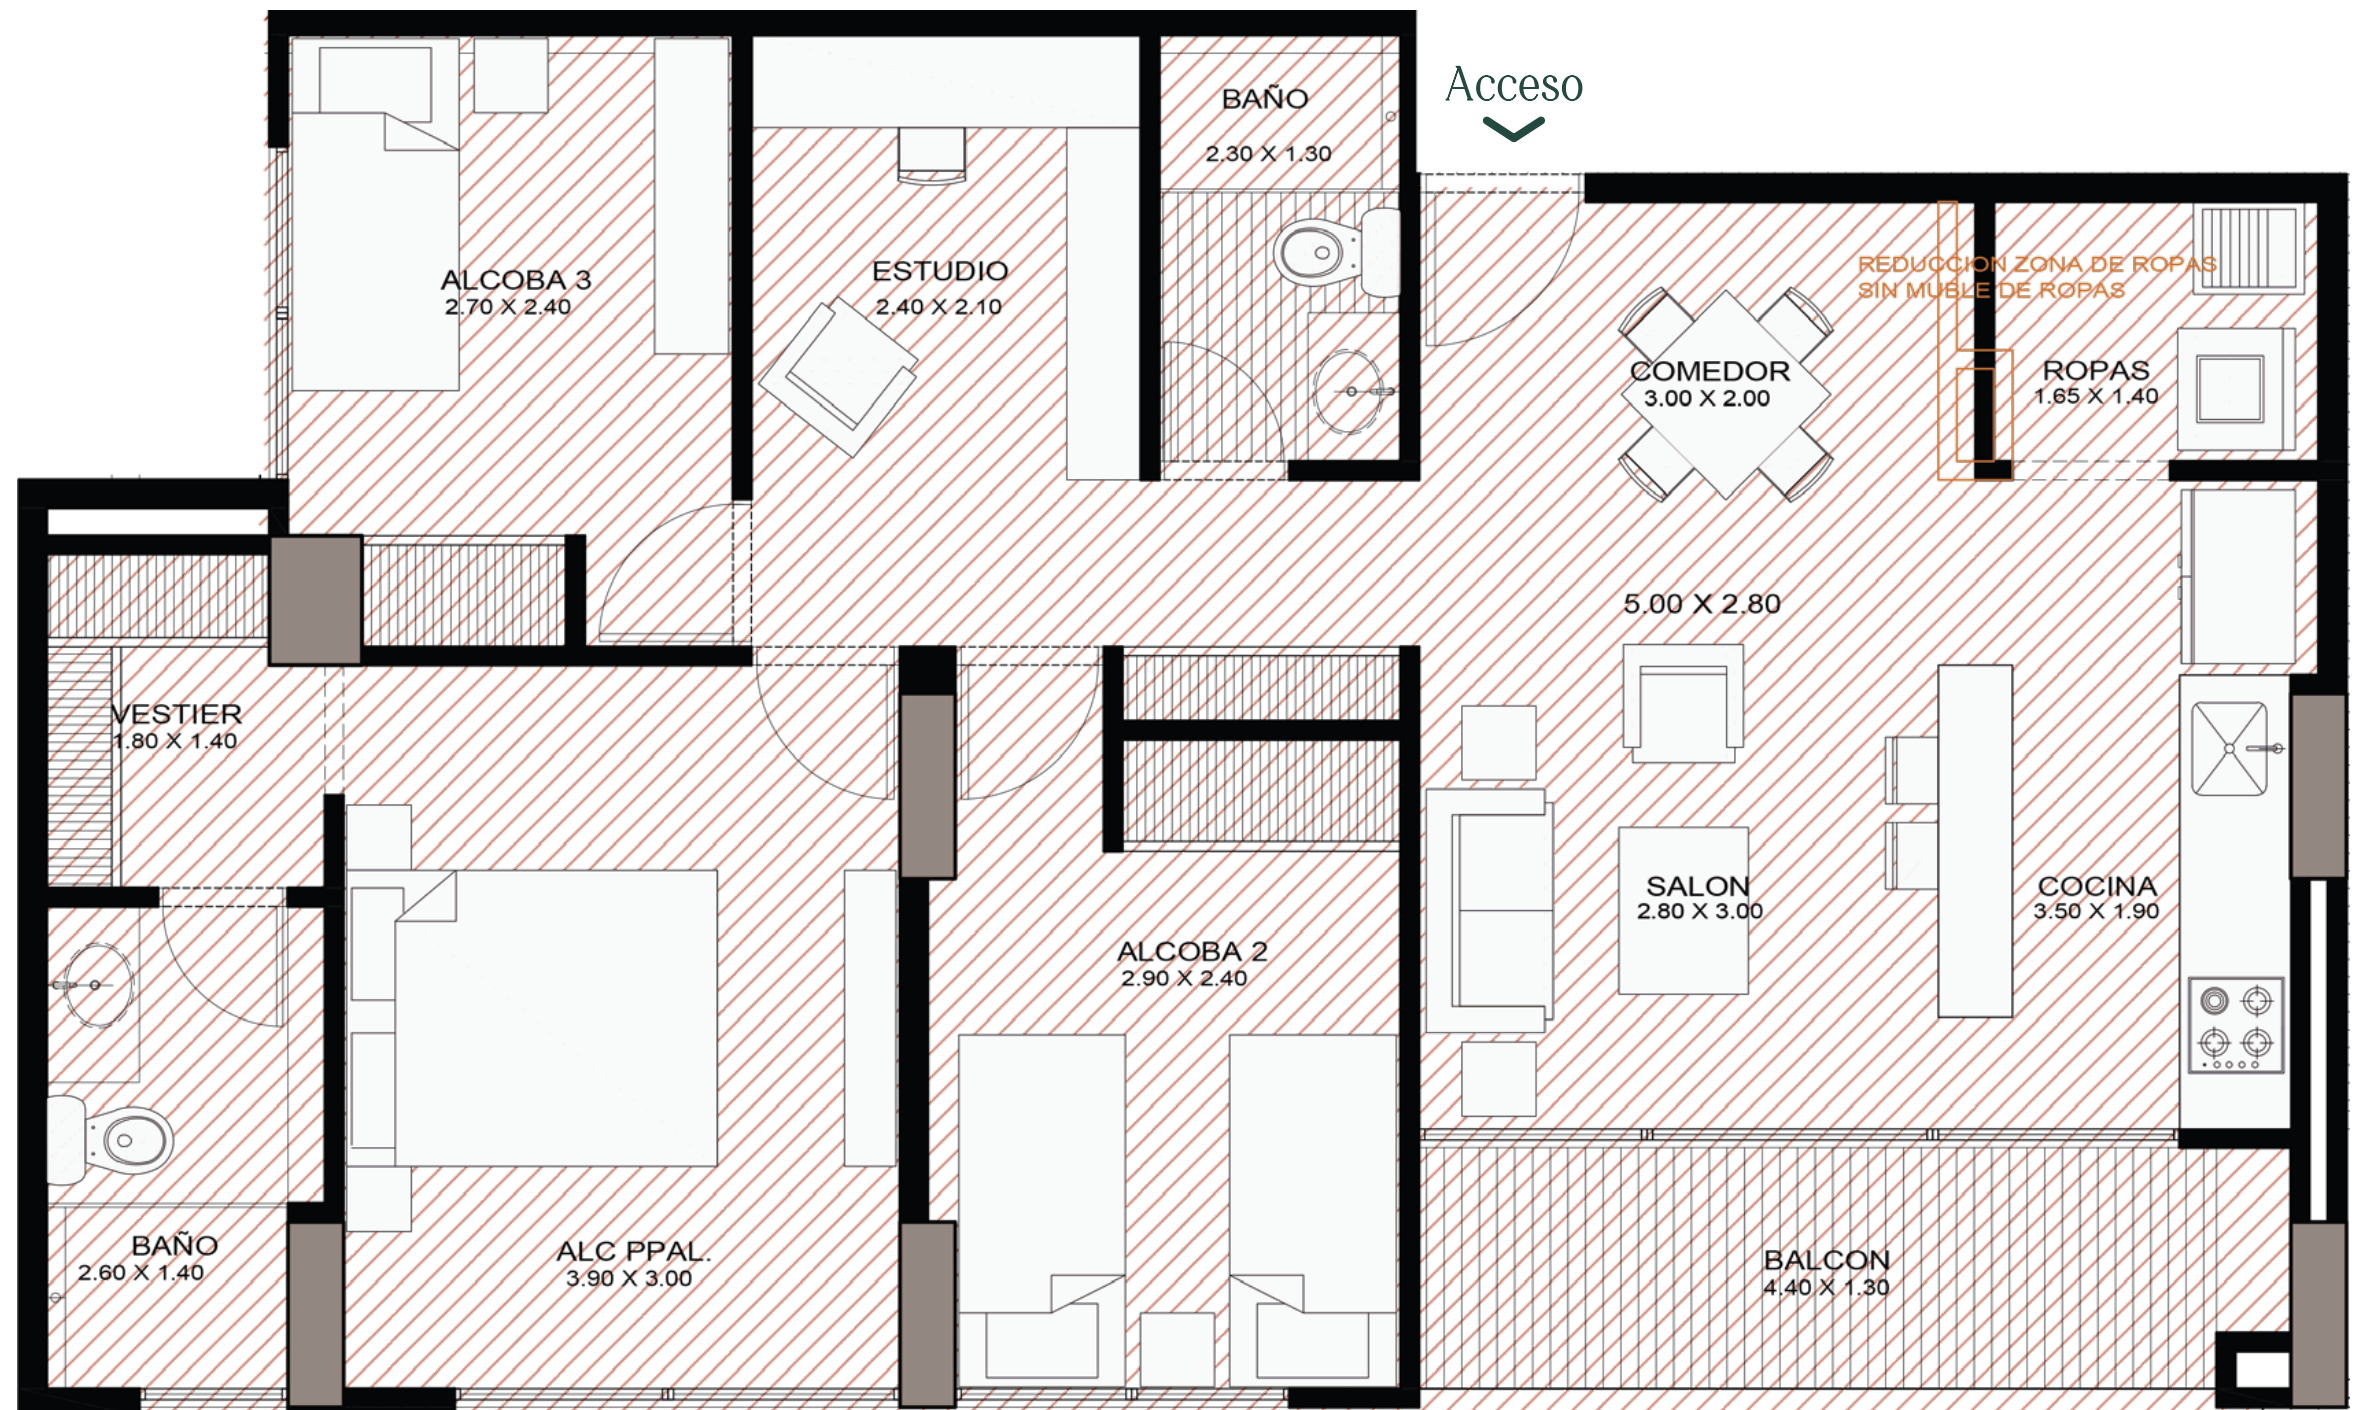 Acceso
BAÑO
2.30 X 1.30
ALCOBA 3
2.70 X 2.40
ESTUDIO
2.40 X 2.10
REDUCCION ZONA DE ROPAS
SIN MUBLE DE ROPAS
COMEDOR
3.00 X 2.00
ROPAS
1.65 X 1.40
5.00 X 2.80
VESTIER
1.80 X 1.40
SALON
2.80 X 3.00
COCINA
3.50 X 1.90
ALCOBA 2
2.90 X 2.40
BAÑO
2.60 X 1.40
ALC PPAL.
3.90 X 3.00
BALCON
4.40 X 1.30